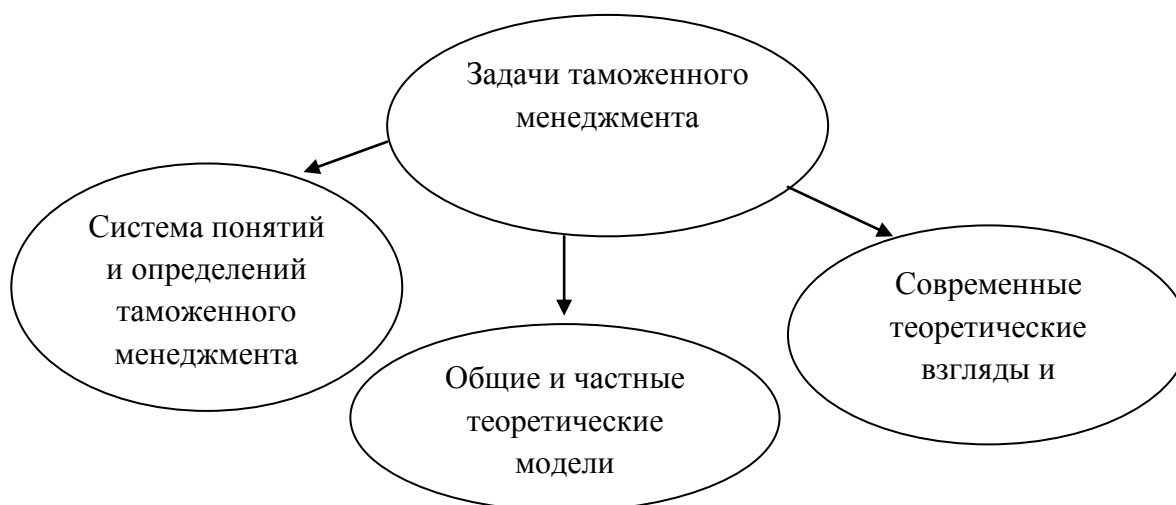 Задачи таможенного
менеджмента
Система понятий
и определений
таможенного
менеджмента
Общие и частные
теоретические
модели
Современные
теоретические
взгляды и